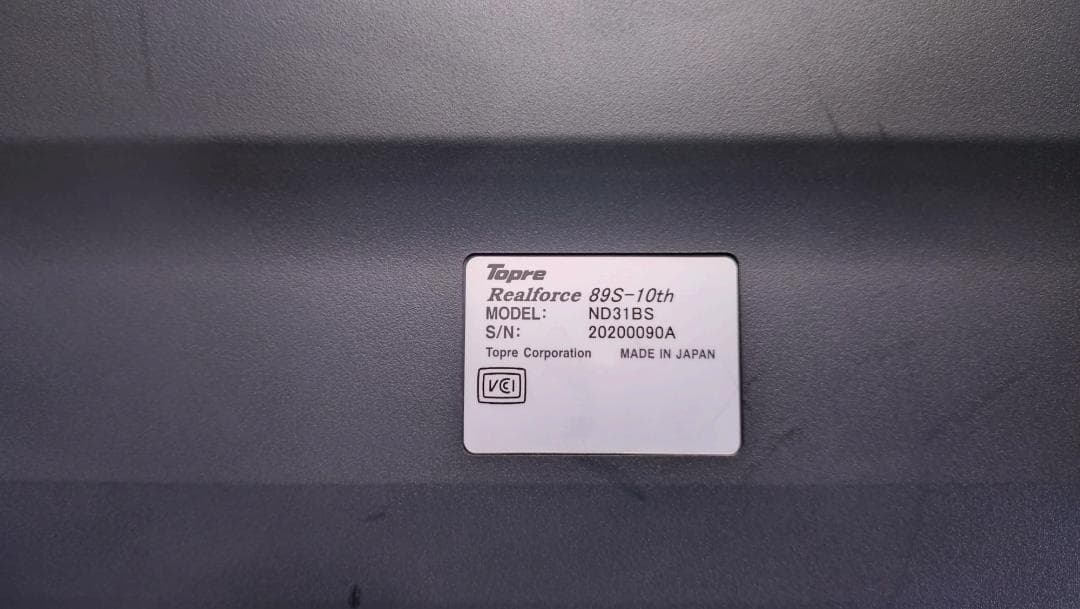 Topre
Realforce 89S-10th
MODEL: ND31BS
S/N: 20200090A
Topre Corporation MADE IN JAPAN
VCI